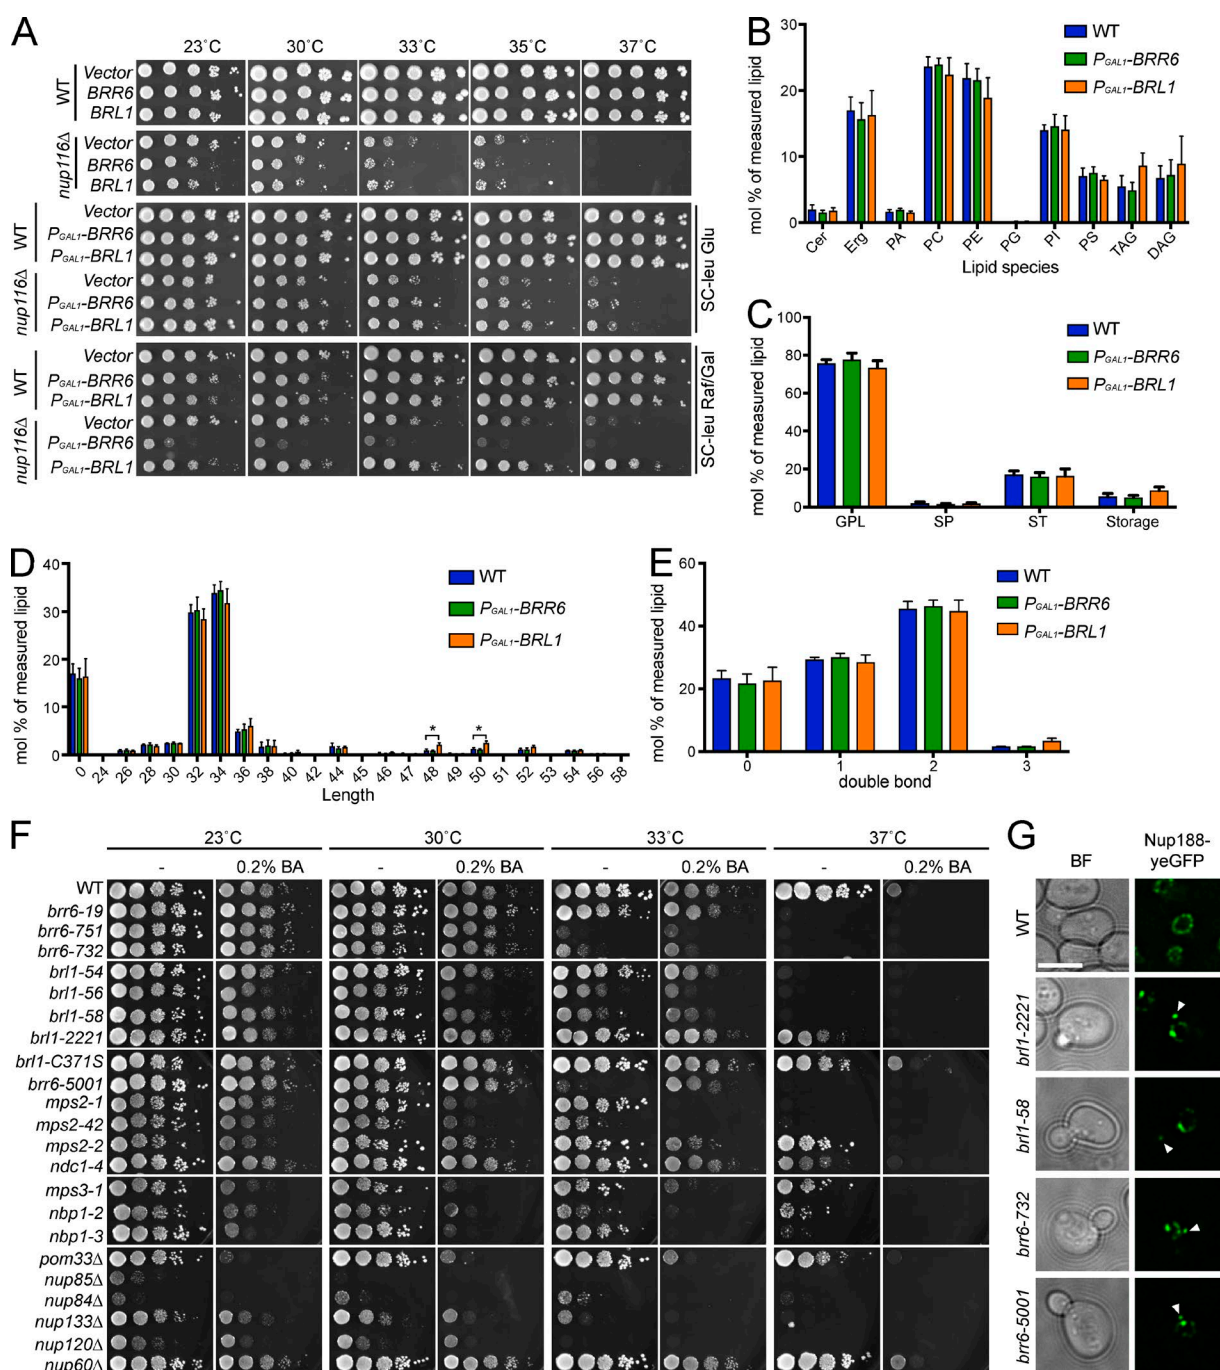 A
23°C 30°C 33°C 35°C 37°C
WT
Vector
BRR6
BRL1
nup116Δ
Vector
BRR6
BRL1
WT
Vector
PGAL1-BRR6
PGAL1-BRL1
nup116Δ
Vector
PGAL1-BRR6
PGAL1-BRL1
SC-leu Glu
WT
Vector
PGAL1-BRR6
PGAL1-BRL1
nup116Δ
Vector
PGAL1-BRR6
PGAL1-BRL1
SC-leu Raf/Gal
B
mol % of measured lipid
30
20
10
0
WT
PGAL1-BRR6
PGAL1-BRL1
Cer Erg PA PC PE PG PI PS TAG DAG
Lipid species
C
mol % of measured lipid
100
80
60
40
20
0
WT
PGAL1-BRR6
PGAL1-BRL1
GPL SP ST Storage
D
mol % of measured lipid
40
30
20
10
0
WT
PGAL1-BRR6
PGAL1-BRL1
* *
0 24 26 28 30 32 34 36 38 40 42 44 45 46 47 48 49 50 51 52 53 54 56 58
Length
E
mol % of measured lipid
60
40
20
0
WT
PGAL1-BRR6
PGAL1-BRL1
0 1 2 3
double bond
F
23°C 30°C 33°C 37°C
- 0.2% BA - 0.2% BA - 0.2% BA - 0.2% BA
WT
brr6-19
brr6-751
brr6-732
brl1-54
brl1-56
brl1-58
brl1-2221
brl1-C371S
brr6-5001
mps2-1
mps2-42
mps2-2
ndc1-4
mps3-1
nbp1-2
nbp1-3
pom33Δ
nup85Δ
nup84Δ
nup133Δ
nup120Δ
nup60Δ
G
BF
Nup188-
yeGFP
WT
brl1-2221
brl1-58
brr6-732
brr6-5001